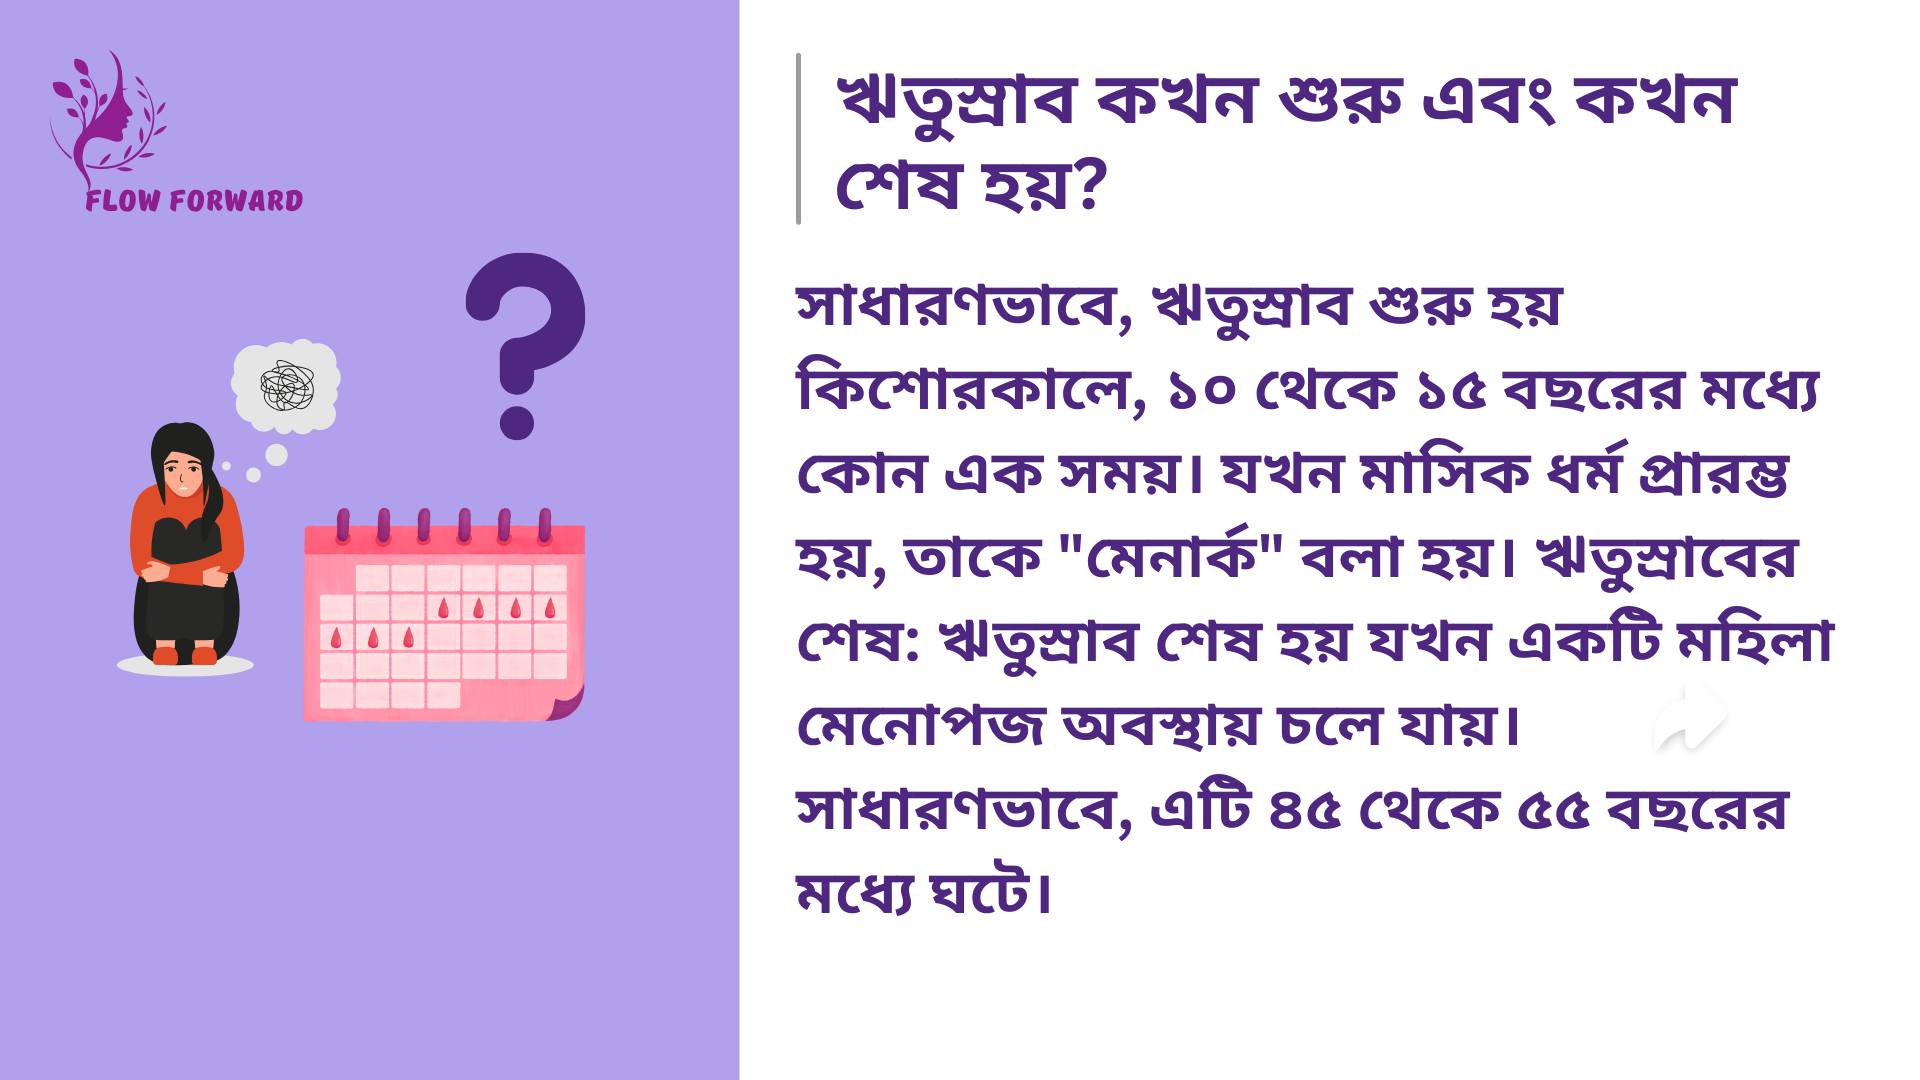 FLOW FORWARD
ঋতুস্রাব কখন শুরু এবং কখন
শেষ হয়?
সাধারণভাবে, ঋতুস্রাব শুরু হয়
কিশোরকালে, ১০ থেকে ১৫ বছরের মধ্যে
কোন এক সময়। যখন মাসিক ধর্ম প্রারম্ভ
হয়, তাকে "মেনার্ক" বলা হয়। ঋতুস্রাবের
শেষ: ঋতুস্রাব শেষ হয় যখন একটি মহিলা
মেনোপজ অবস্থায় চলে যায়।
সাধারণভাবে, এটি ৪৫ থেকে ৫৫ বছরের
মধ্যে ঘটে।